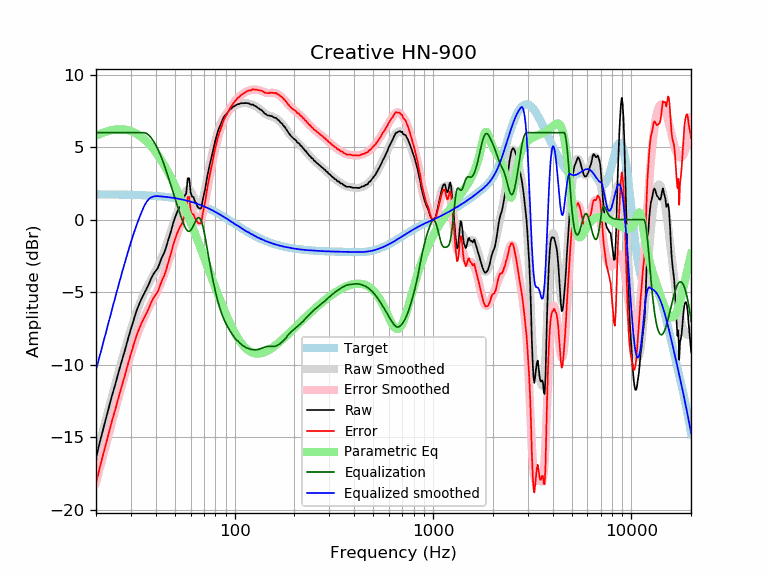 Creative HN-900
10
5
0
−5
−10
−15
−20
Amplitude (dBr)
Target
Raw Smoothed
Error Smoothed
Raw
Error
Parametric Eq
Equalization
Equalized smoothed
100
1000
10000
Frequency (Hz)